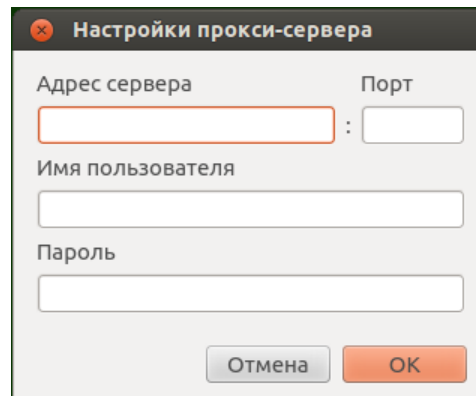 Настройки прокси-сервера
Адрес сервера Порт
:
Имя пользователя
Пароль
Отмена OK